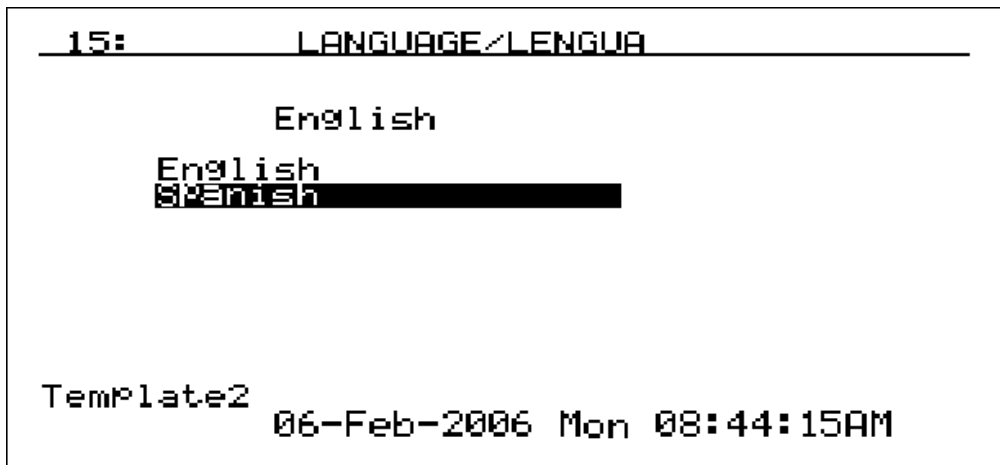 15: LANGUAGE/LENGUA
English
English
Spanish
Template2
06-Feb-2006 Mon 08:44:15AM